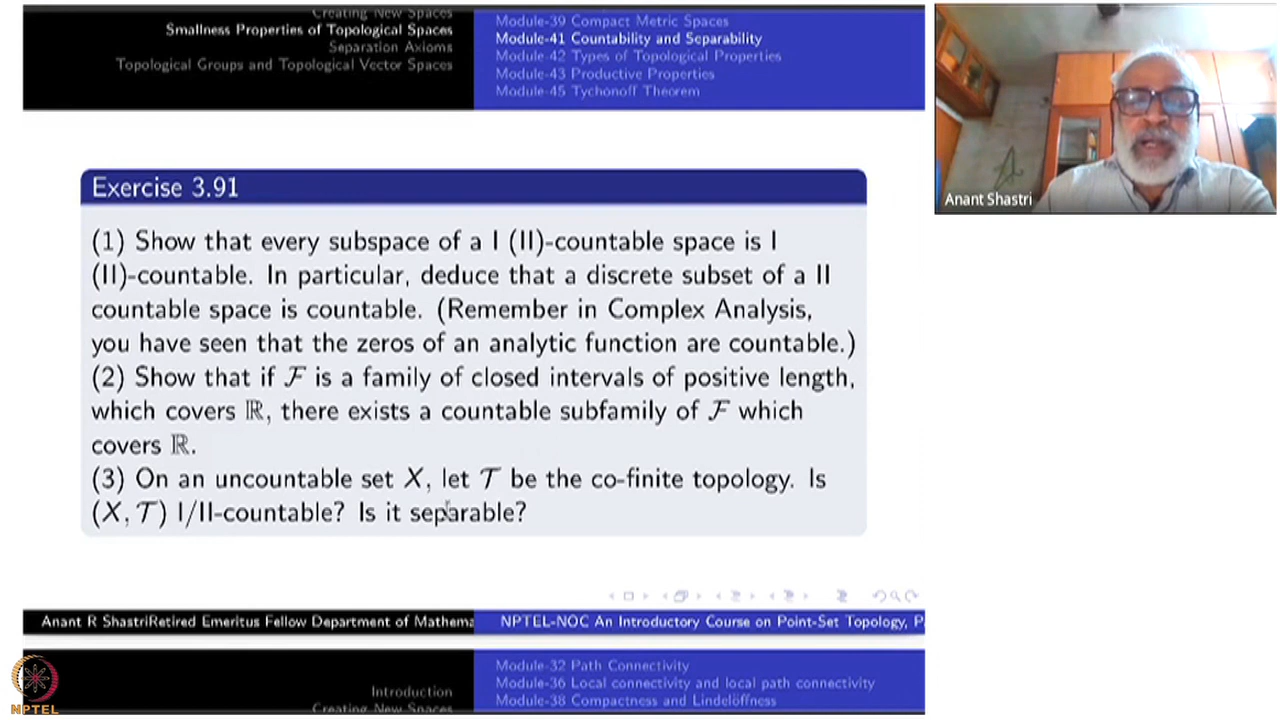 Creating New Spaces
Smallness Properties of Topological Spaces
Separation Axioms
Topological Groups and Topological Vector Spaces
Module-39 Compact Metric Spaces
Module-41 Countability and Separability
Module-42 Types of Topological Properties
Module-43 Productive Properties
Module-45 Tychonoff Theorem
Anant Shastri
Exercise 3.91
(1) Show that every subspace of a I (II)-countable space is I
(II)-countable. In particular, deduce that a discrete subset of a II
countable space is countable. (Remember in Complex Analysis,
you have seen that the zeros of an analytic function are countable.)
(2) Show that if ℱ is a family of closed intervals of positive length,
which covers ℝ, there exists a countable subfamily of ℱ which
covers ℝ.
(3) On an uncountable set X, let 𝒯 be the co-finite topology. Is
(X, 𝒯) I/II-countable? Is it separable?
Anant R ShastriRetired Emeritus Fellow Department of Mathema
NPTEL-NOC An Introductory Course on Point-Set Topology, P
Introduction
Creating New Spaces
Module-32 Path Connectivity
Module-36 Local connectivity and local path connectivity
Module-38 Compactness and Lindelöffness
NPTEL